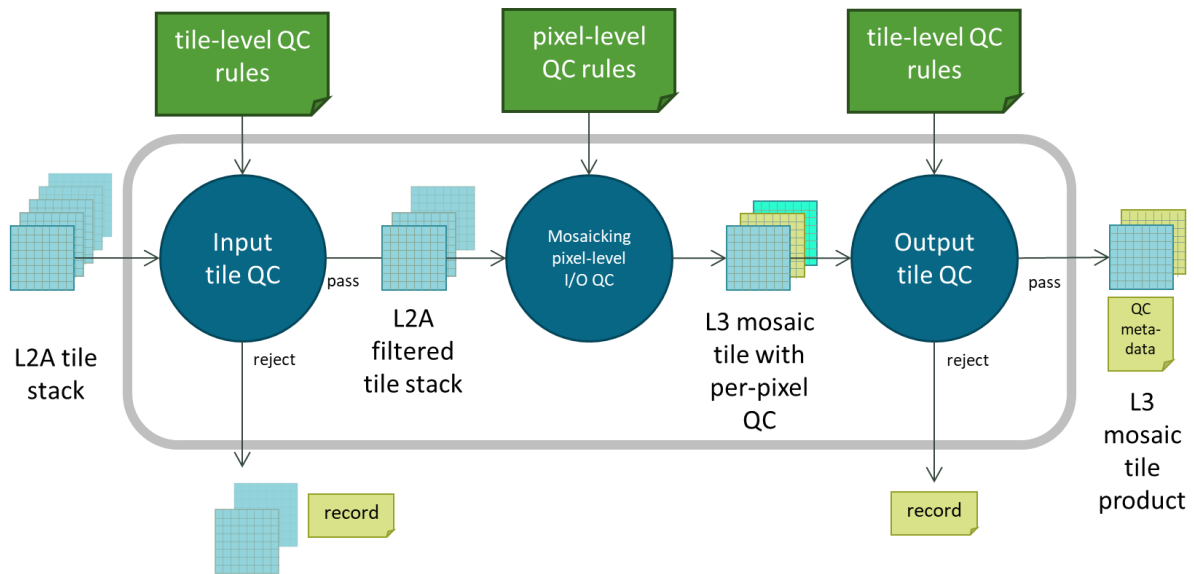 tile-level QC
rules
pixel-level
QC rules
tile-level QC
rules
Input
tile QC
Mosaicking
pixel-level
I/O QC
Output
tile QC
pass
pass
reject
reject
L2A tile
stack
L2A
filtered
tile stack
L3 mosaic
tile with
per-pixel
QC
QC
meta-
data
L3
mosaic
tile
product
record
record